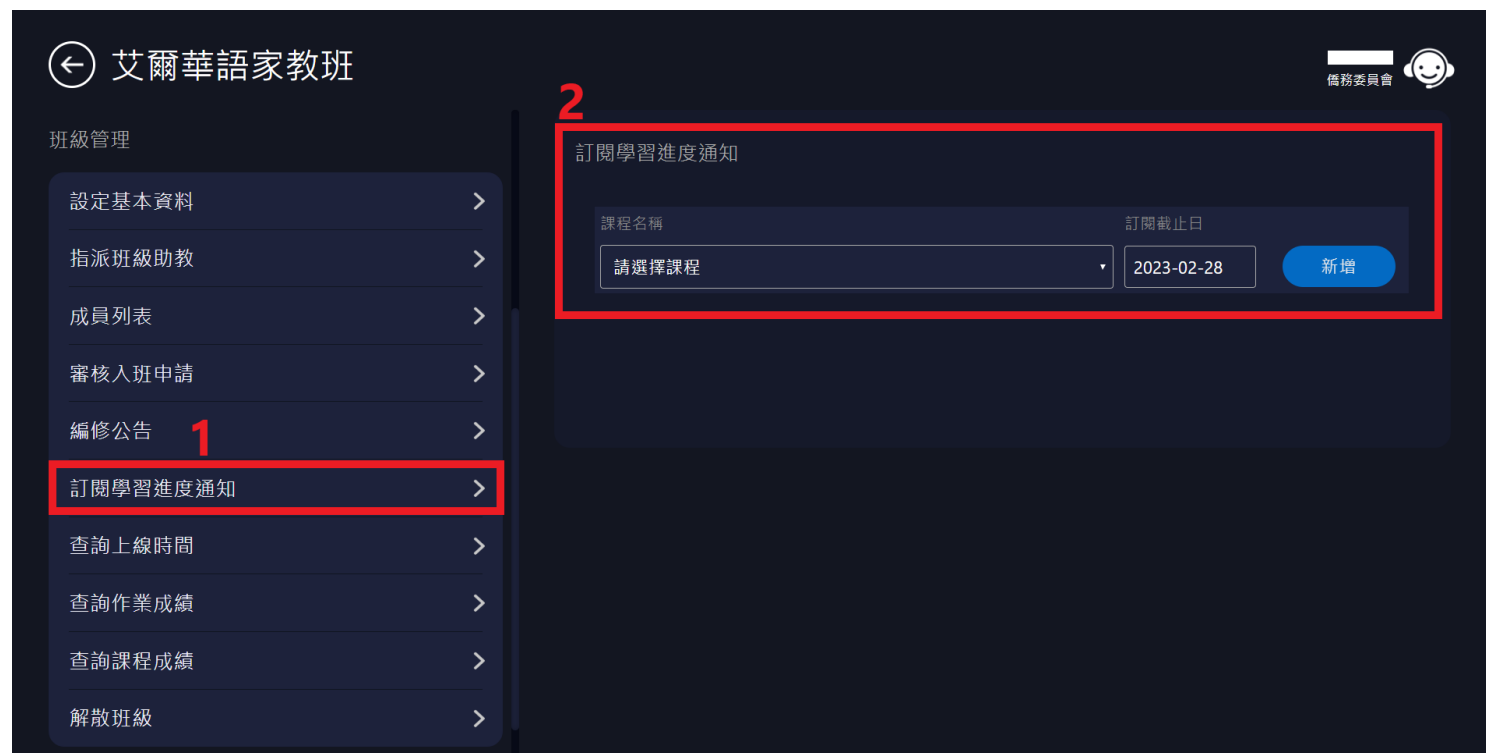 艾爾華語家教班
僑務委員會
班級管理
設定基本資料
指派班級助教
成員列表
審核入班申請
編修公告
1
訂閱學習進度通知
查詢上線時間
查詢作業成績
查詢課程成績
解散班級
2
訂閱學習進度通知
課程名稱
訂閱截止日
請選擇課程
2023-02-28
新增